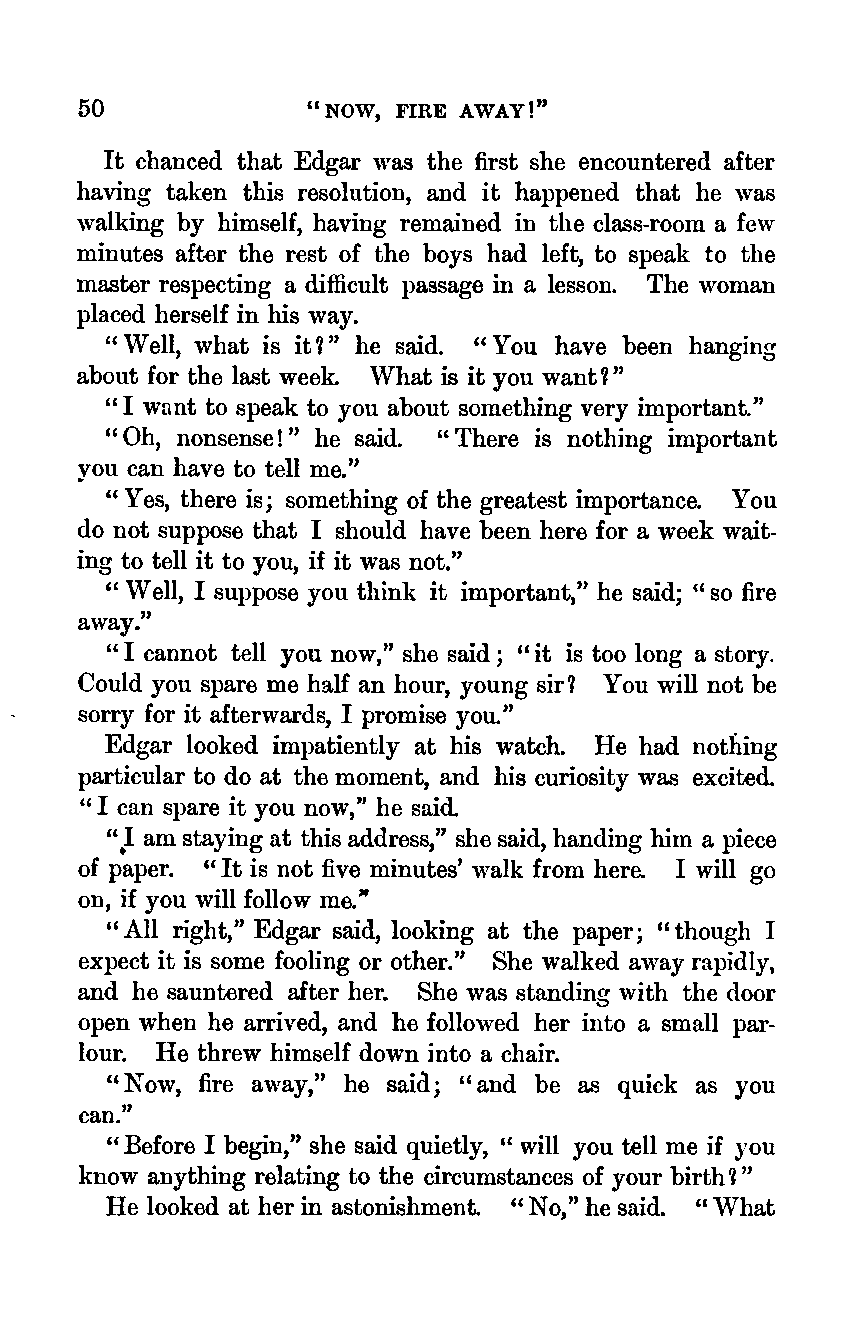 50 "NOW, FIRE AWAY!"
It chanced that Edgar was the first she encountered after
having taken this resolution, and it happened that he was
walking by himself, having remained in the class-room a few
minutes after the rest of the boys had left, to speak to the
master respecting a difficult passage in a lesson. The woman
placed herself in his way.
"Well, what is it?" he said. "You have been hanging
about for the last week. What is it you want?"
"I want to speak to you about something very important."
"Oh, nonsense!" he said. "There is nothing important
you can have to tell me."
"Yes, there is; something of the greatest importance. You
do not suppose that I should have been here for a week wait-
ing to tell it to you, if it was not."
"Well, I suppose you think it important," he said; "so fire
away."
"I cannot tell you now," she said; "it is too long a story.
Could you spare me half an hour, young sir? You will not be
sorry for it afterwards, I promise you."
Edgar looked impatiently at his watch. He had nothing
particular to do at the moment, and his curiosity was excited.
"I can spare it you now," he said.
"I am staying at this address," she said, handing him a piece
of paper. "It is not five minutes' walk from here. I will go
on, if you will follow me."
"All right," Edgar said, looking at the paper; "though I
expect it is some fooling or other." She walked away rapidly,
and he sauntered after her. She was standing with the door
open when he arrived, and he followed her into a small par-
lour. He threw himself down into a chair.
"Now, fire away," he said; "and be as quick as you
can."
"Before I begin," she said quietly, "will you tell me if you
know anything relating to the circumstances of your birth?"
He looked at her in astonishment. "No," he said. "What